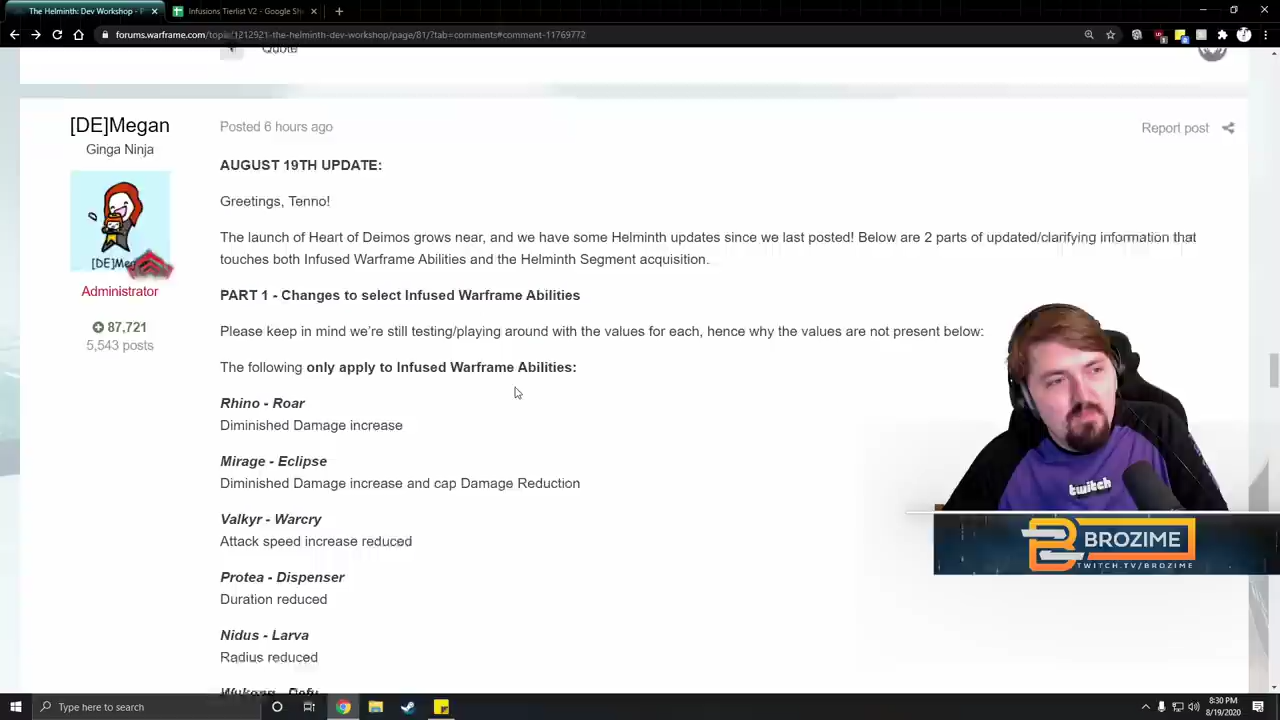 The Helminth: Dev Workshop - P
Infusions Tierlist V2 - Google Sh
forums.warframe.com/topic/1212921-the-helminth-dev-workshop/page/81/?tab=comments#comment-11769772
Quote
[DE]Megan
Ginga Ninja
[DE]Meg
Administrator
87,721
5,543 posts
Posted 6 hours ago
Report post
AUGUST 19TH UPDATE:
Greetings, Tenno!
The launch of Heart of Deimos grows near, and we have some Helminth updates since we last posted! Below are 2 parts of updated/clarifying information that
touches both Infused Warframe Abilities and the Helminth Segment acquisition.
PART 1 - Changes to select Infused Warframe Abilities
Please keep in mind we're still testing/playing around with the values for each, hence why the values are not present below:
The following only apply to Infused Warframe Abilities:
Rhino - Roar
Diminished Damage increase
Mirage - Eclipse
Diminished Damage increase and cap Damage Reduction
Valkyr - Warcry
Attack speed increase reduced
Protea - Dispenser
Duration reduced
Nidus - Larva
Radius reduced
Wukong - Defy
twitch
BROZIME
TWITCH.TV/BROZIME
Type here to search
8:30 PM
8/19/2020